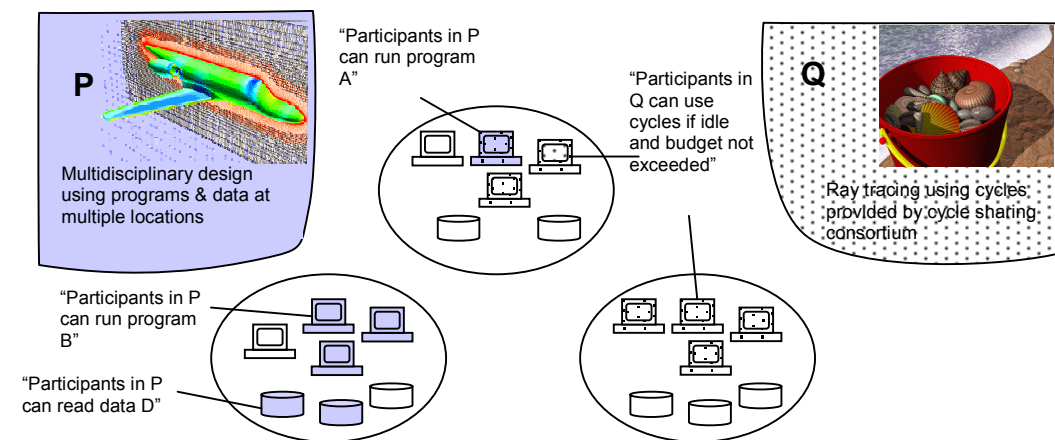 P
Multidisciplinary design
using programs & data at
multiple locations
“Participants in P
can run program
A”
“Participants in
Q can use
cycles if idle
and budget not
exceeded”
Q
Ray tracing using cycles
provided by cycle sharing
consortium
“Participants in P
can run program
B”
“Participants in P
can read data D”